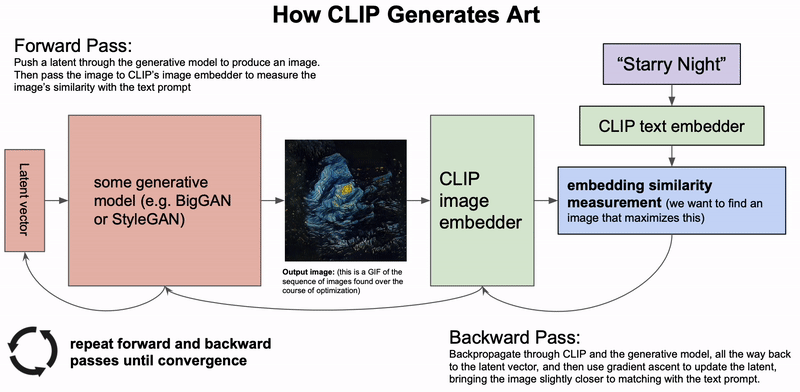 How CLIP Generates Art
Forward Pass:
Push a latent through the generative model to produce an image.
Then pass the image to CLIP's image embedder to measure the
image's similarity with the text prompt
"Starry Night"
CLIP text embedder
Latent vector
some generative
model (e.g. BigGAN
or StyleGAN)
CLIP
image
embedder
embedding similarity
measurement (we want to find an
image that maximizes this)
Output image: (this is a GIF of the
sequence of images found over the
course of optimization)
repeat forward and backward
passes until convergence
Backward Pass:
Backpropagate through CLIP and the generative model, all the way back
to the latent vector, and then use gradient ascent to update the latent,
bringing the image slightly closer to matching with the text prompt.